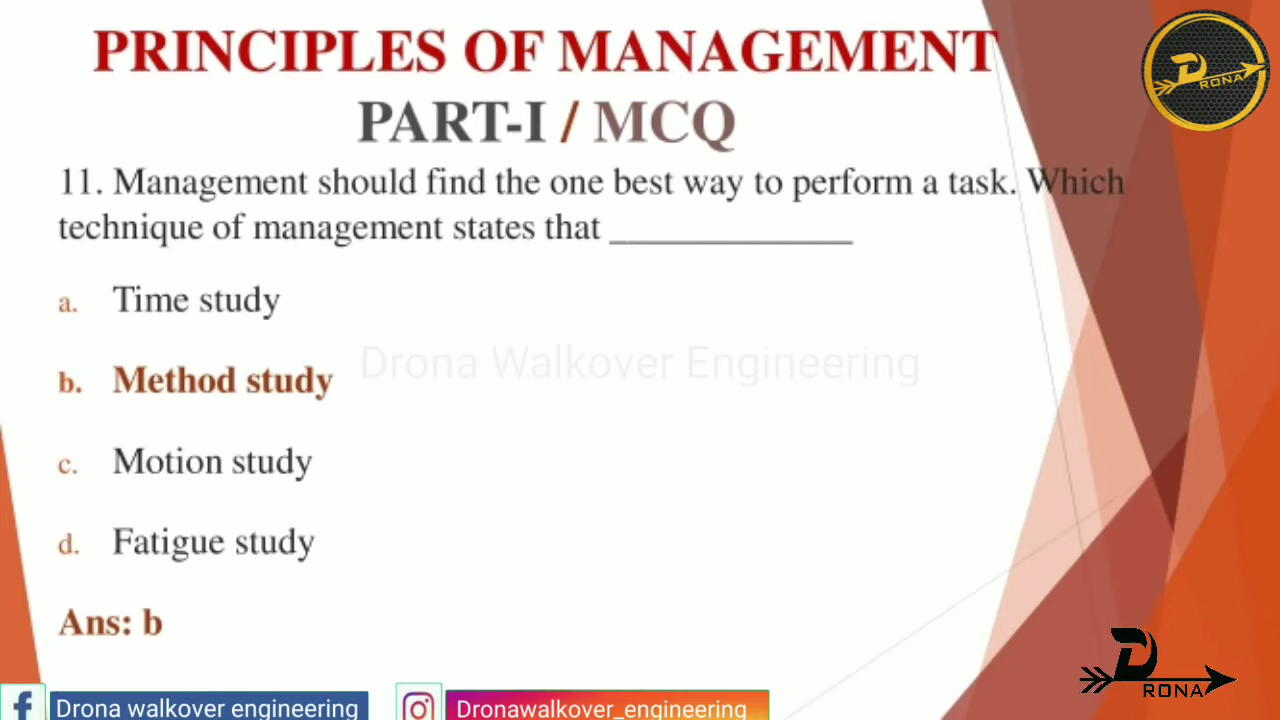 PRINCIPLES OF MANAGEMENT
PART-I / MCQ
11. Management should find the one best way to perform a task. Which
technique of management states that _____________
a. Time study
b. Method study
c. Motion study
d. Fatigue study
Ans: b
Drona Walkover Engineering
D RONA
D RONA
f Drona walkover engineering
Dronawalkover_engineering